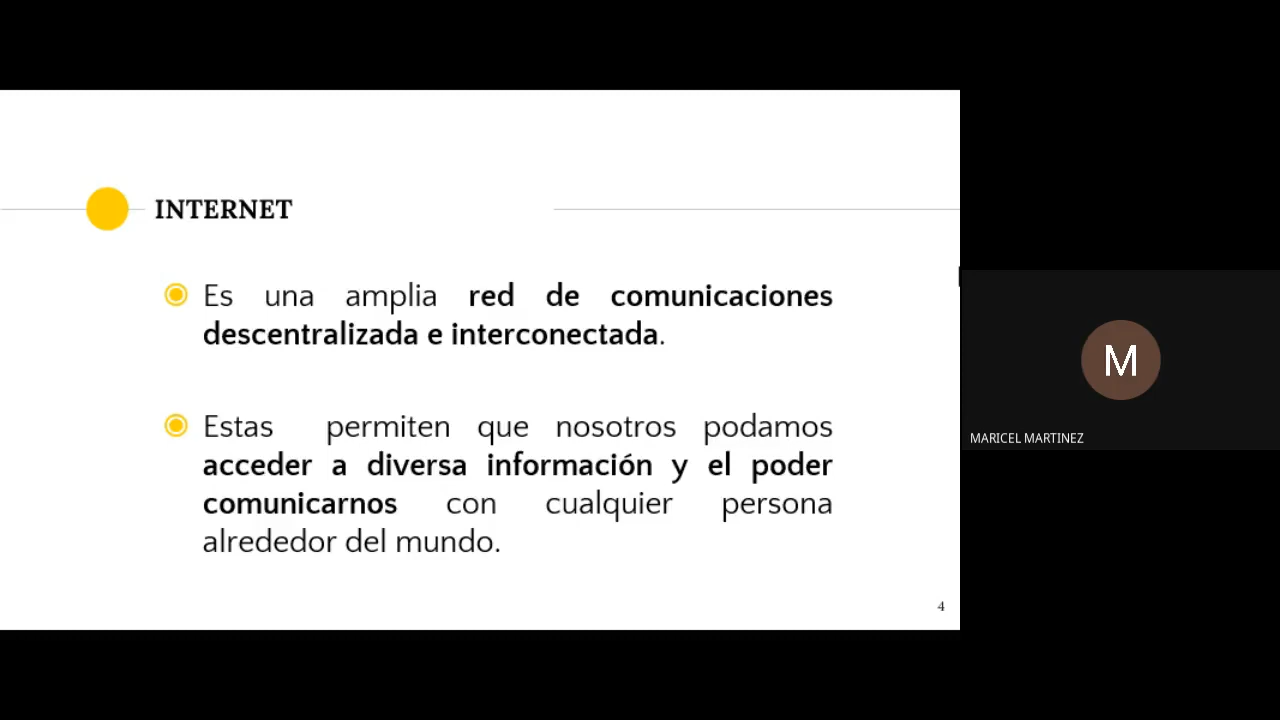 INTERNET
Es una amplia red de comunicaciones
descentralizada e interconectada.
Estas permiten que nosotros podamos
acceder a diversa información y el poder
comunicarnos con cualquier persona
alrededor del mundo.
4
M
MARICEL MARTINEZ